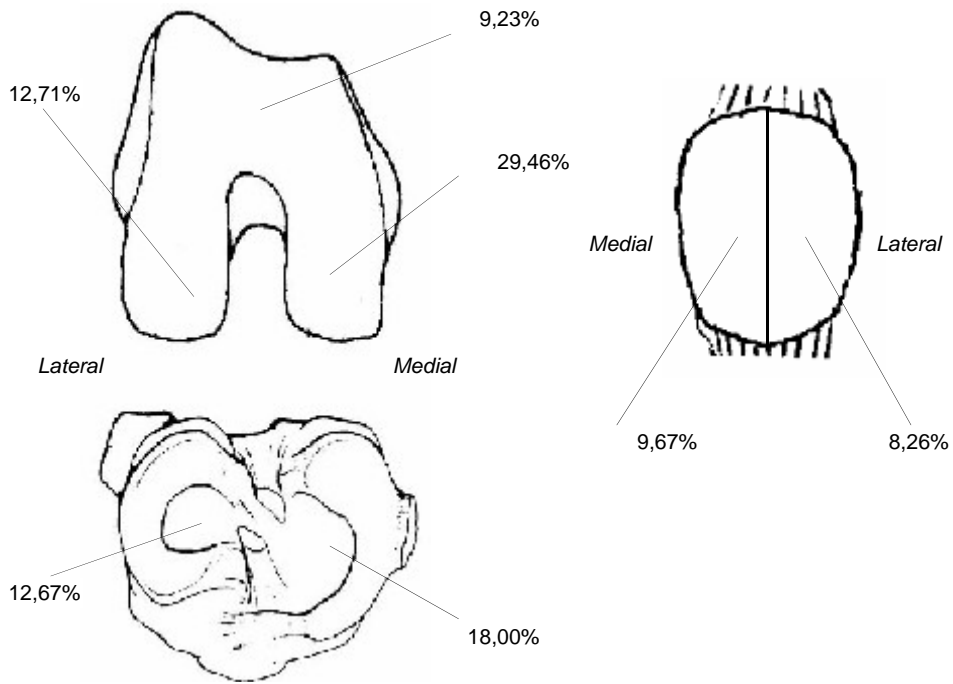 9,23%
12,71%
29,46%
Medial
Lateral
Lateral
Medial
9,67%
8,26%
12,67%
18,00%